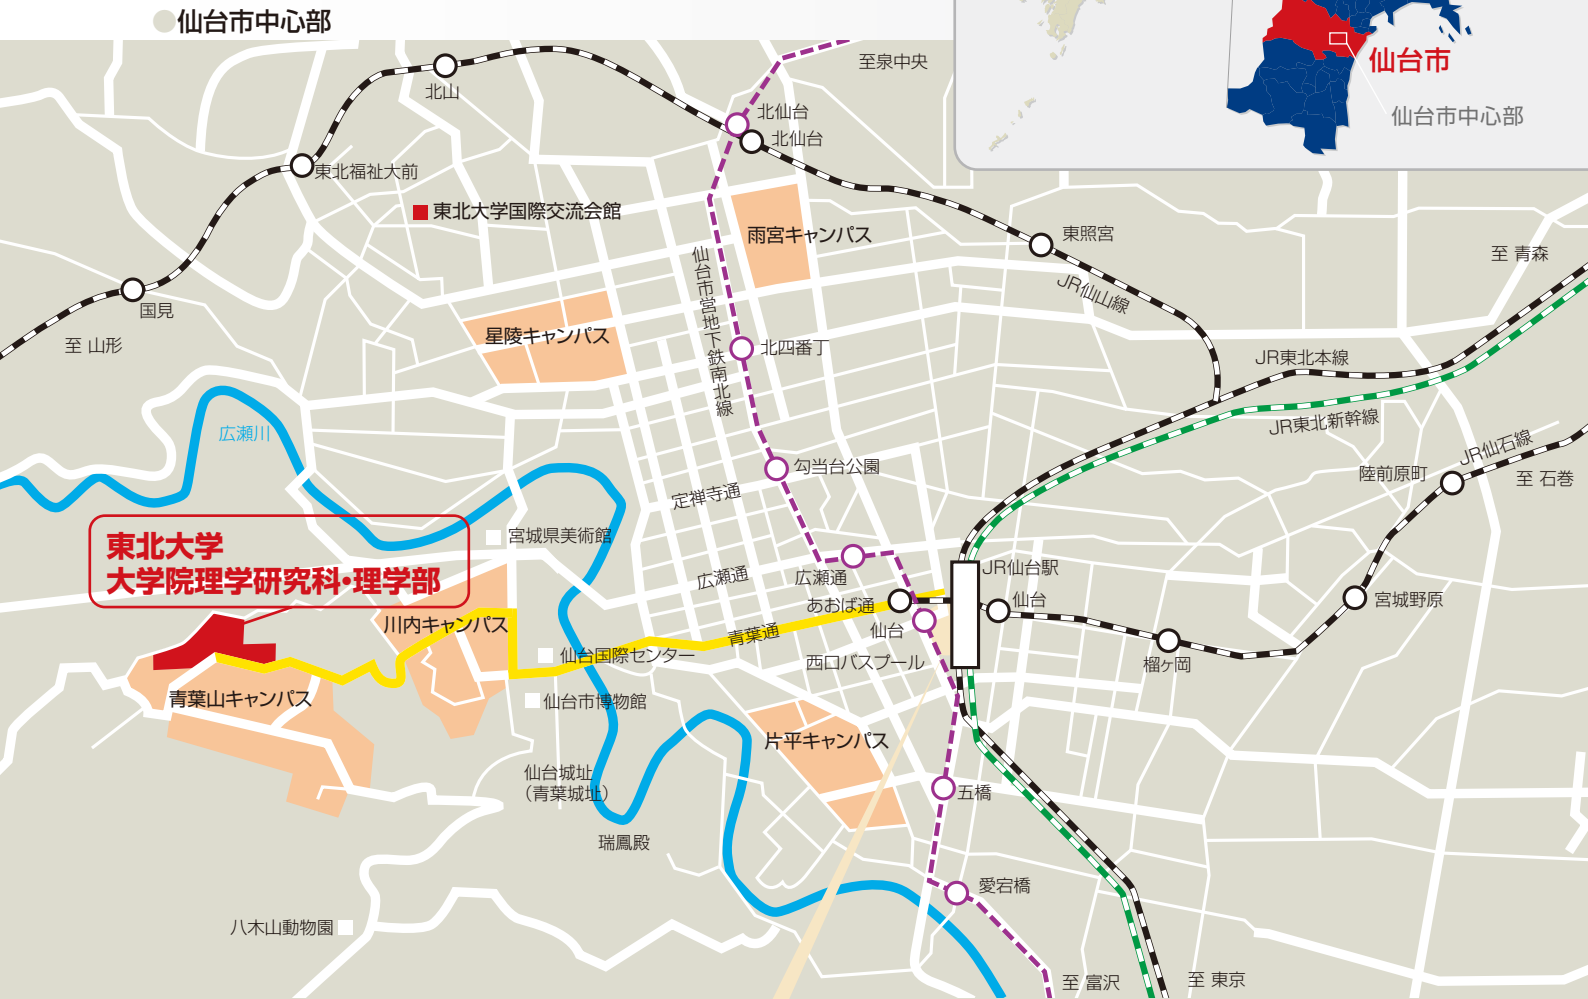 仙台市中心部
仙台市
仙台市中心部
至泉中央
北山
北仙台
北仙台
東北福祉大前
東北大学国際交流会館
雨宮キャンパス
東照宮
至 青森
JR仙山線
国見
至 山形
仙台市営地下鉄南北線
星陵キャンパス
北四番丁
JR東北本線
JR東北新幹線
広瀬川
JR仙石線
陸前原町
至 石巻
勾当台公園
定禅寺通
宮城県美術館
東北大学
大学院理学研究科・理学部
広瀬通
広瀬通
JR仙台駅
あおば通
仙台
宮城野原
川内キャンパス
青葉通
仙台
仙台国際センター
西口バスプール
榴ヶ岡
青葉山キャンパス
仙台市博物館
片平キャンパス
仙台城址
（青葉城址）
五橋
瑞鳳殿
愛宕橋
八木山動物園
至 富沢
至 東京